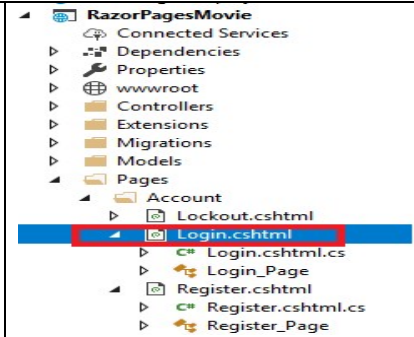 RazorPagesMovie
Connected Services
Dependencies
Properties
wwwroot
Controllers
Extensions
Migrations
Models
Pages
Account
Lockout.cshtml
Login.cshtml
C# Login.cshtml.cs
Login_Page
Register.cshtml
C# Register.cshtml.cs
Register_Page